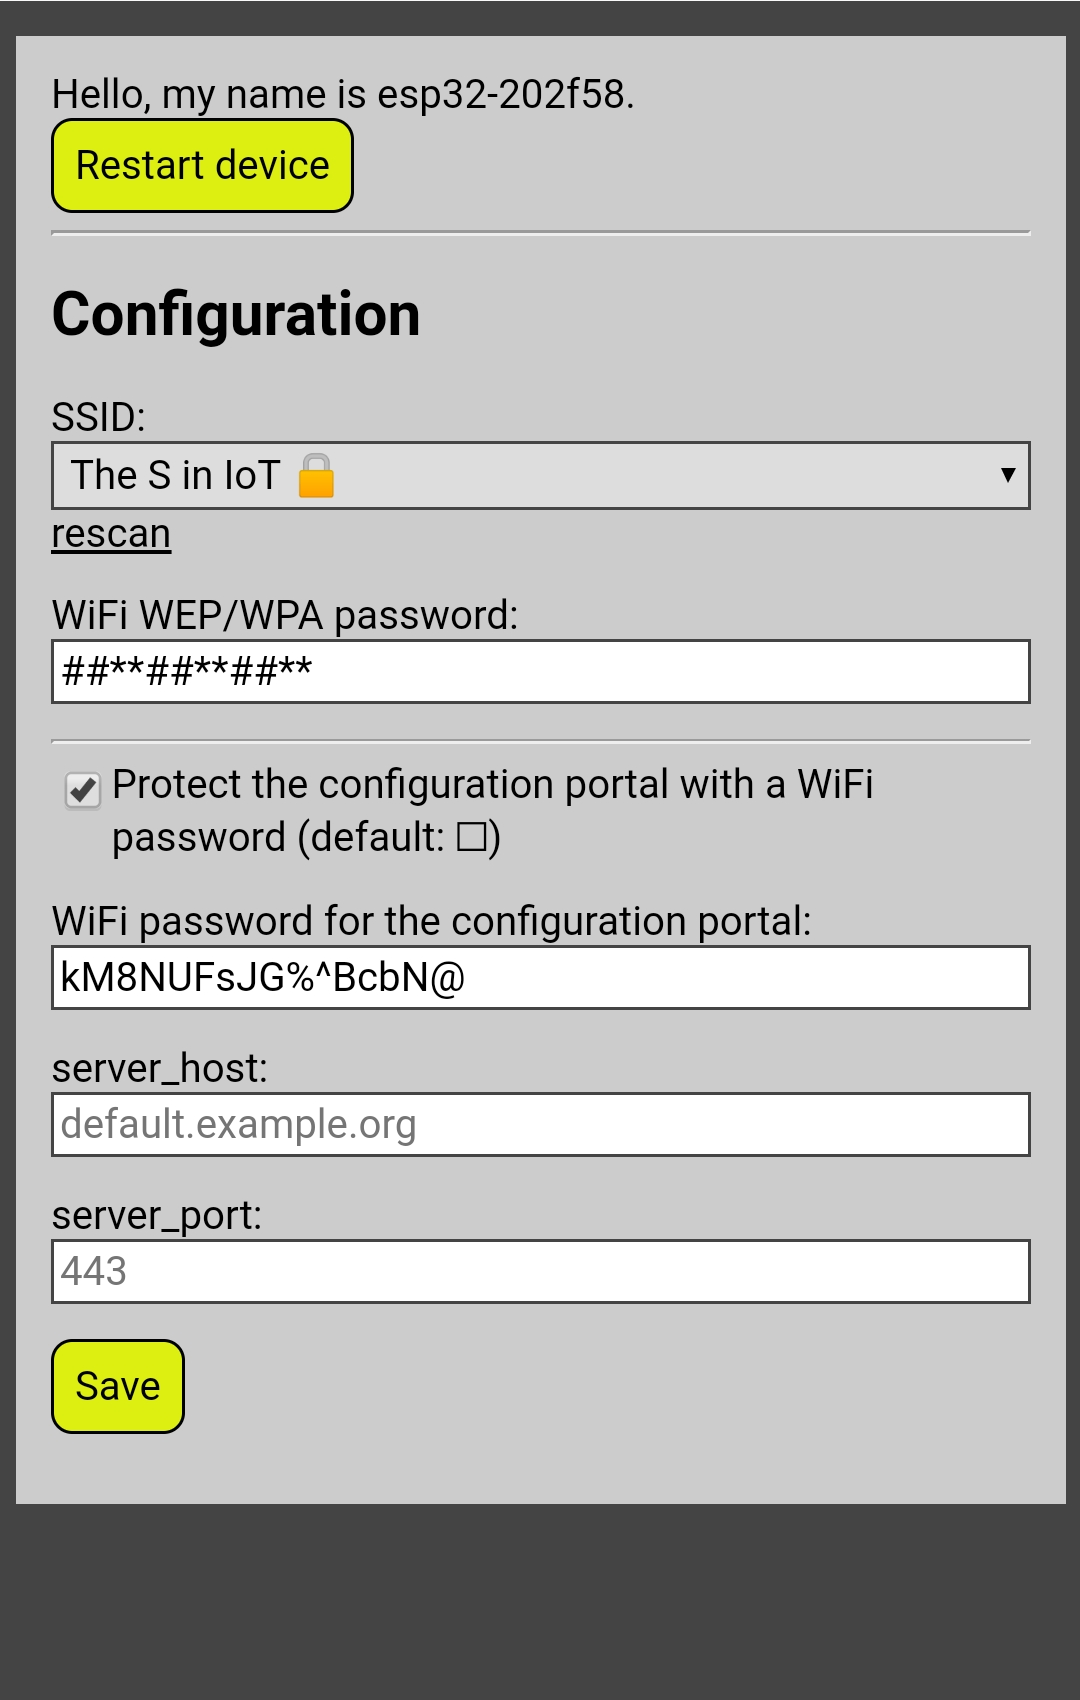 Hello, my name is esp32-202f58.
Restart device
Configuration
SSID:
The S in IoT 🔒
rescan
WiFi WEP/WPA password:
##**##**##**
Protect the configuration portal with a WiFi
password (default: ☐)
WiFi password for the configuration portal:
kM8NUFsJG%^BcbN@
server_host:
default.example.org
server_port:
443
Save